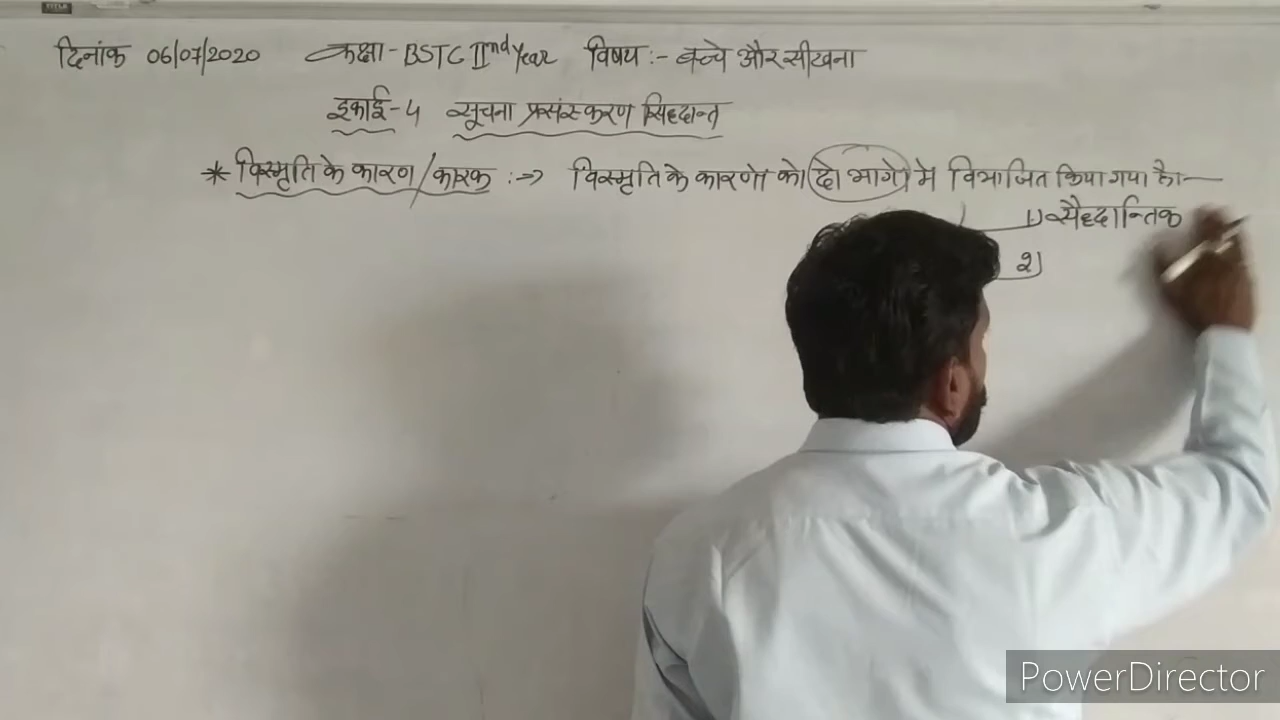 दिनांक 06/07/2020 कक्षा - BSTC IInd Year विषय :- बच्चे और सीखना
इकाई - 5 सूचना प्रसंस्करण सिद्धान्त
* विस्मृति के कारण / कारक :⇒ विस्मृति के कारणो को दो भागो मे विभाजित किया गया है।—
1) सैद्धान्तिक
2)
PowerDirector